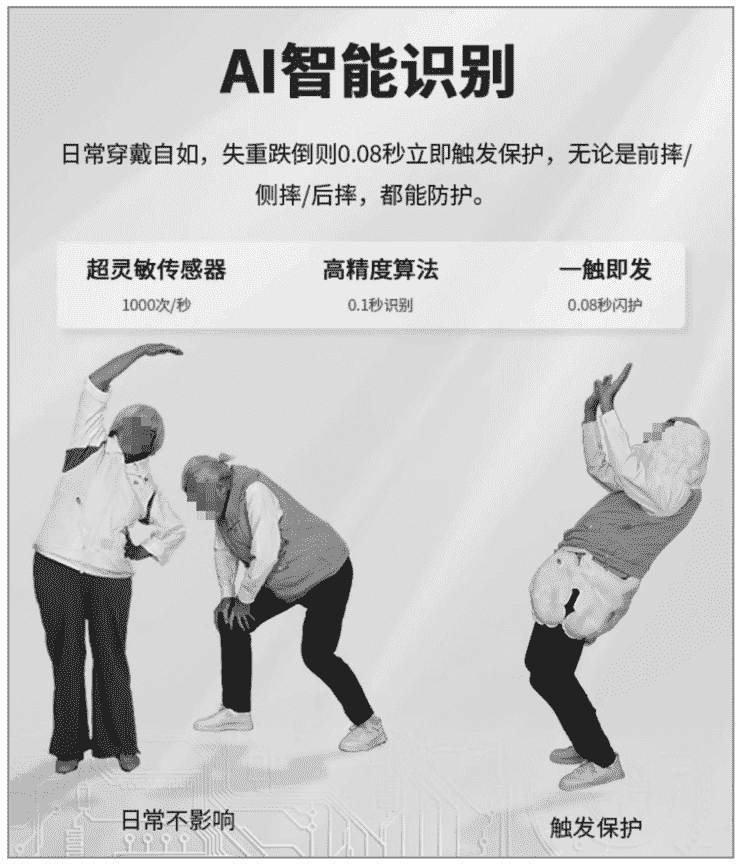 AI智能识别
日常穿戴自如，失重跌倒则0.08秒立即触发保护，无论是前摔/
侧摔/后摔，都能防护。
超灵敏传感器
1000次/秒
高精度算法
0.1秒识别
一触即发
0.08秒闪护
日常不影响
触发保护